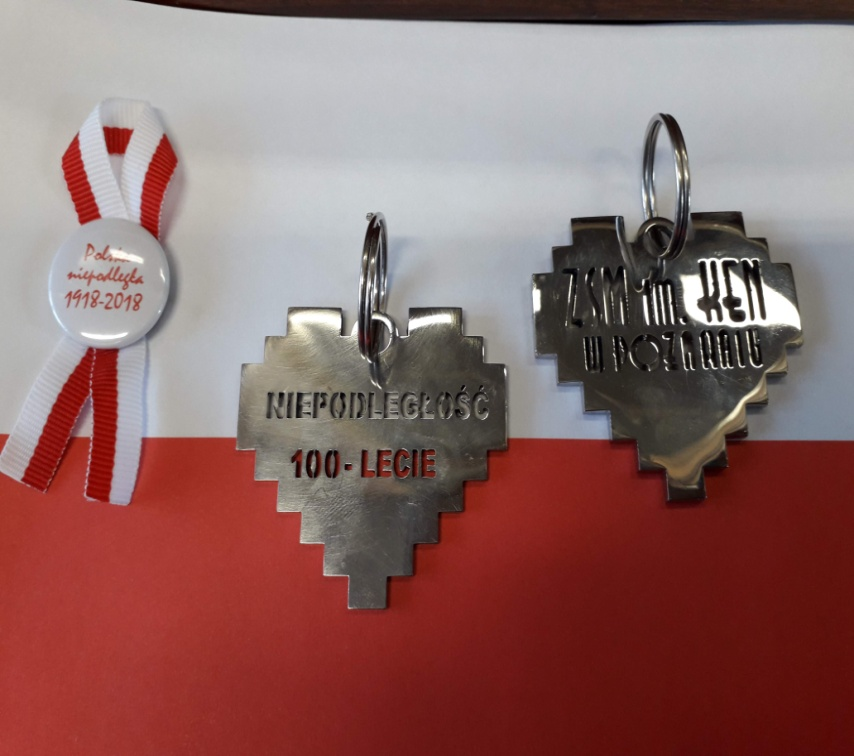 Polska
niepodległa
1918-2018
NIEPODLEGŁOŚĆ
100-LECIE
ZSM im. KEN
W POZNANIU